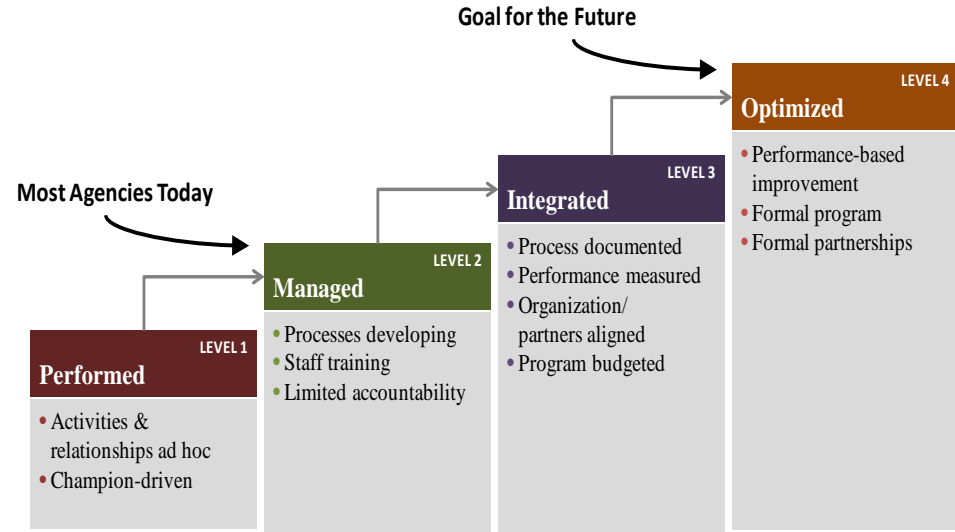 Goal for the Future
Most Agencies Today
LEVEL 1
Performed
• Activities &
relationships ad hoc
• Champion-driven
LEVEL 2
Managed
• Processes developing
• Staff training
• Limited accountability
LEVEL 3
Integrated
• Process documented
• Performance measured
• Organization/
partners aligned
• Program budgeted
LEVEL 4
Optimized
• Performance-based
improvement
• Formal program
• Formal partnerships